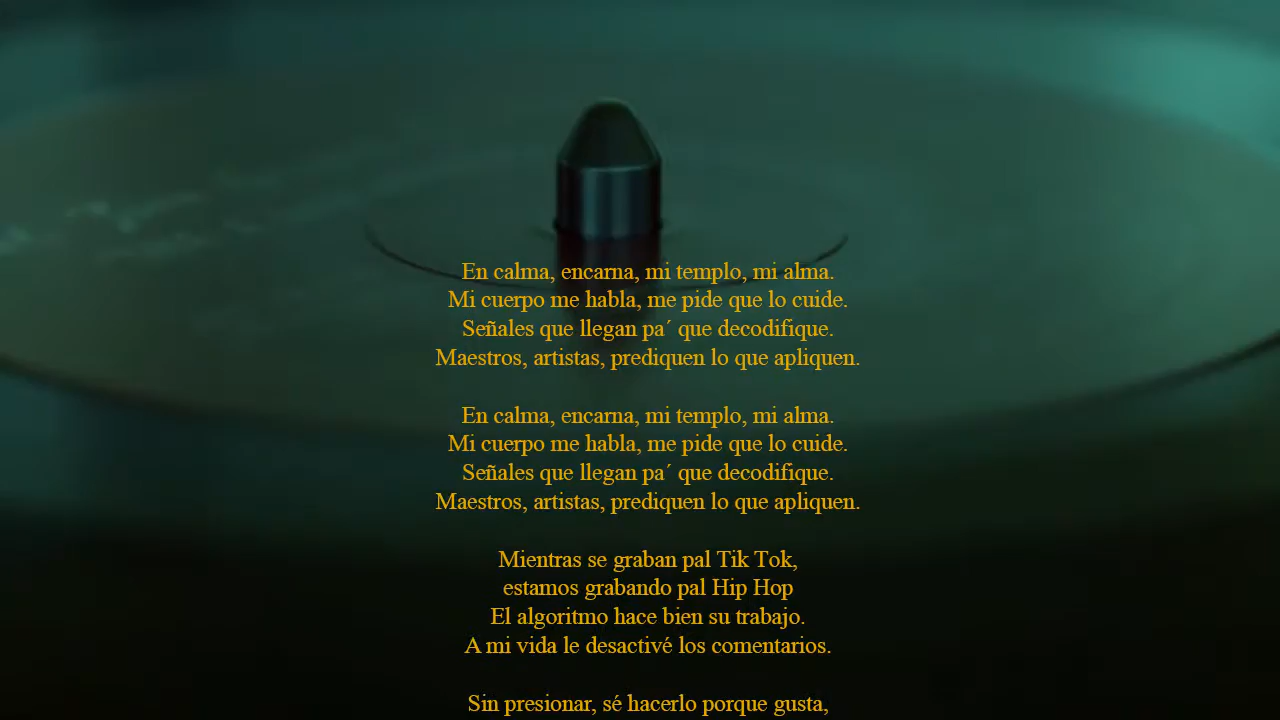 En calma, encarna, mi templo, mi alma.
Mi cuerpo me habla, me pide que lo cuide.
Señales que llegan pa´ que decodifique.
Maestros, artistas, prediquen lo que apliquen.
En calma, encarna, mi templo, mi alma.
Mi cuerpo me habla, me pide que lo cuide.
Señales que llegan pa´ que decodifique.
Maestros, artistas, prediquen lo que apliquen.
Mientras se graban pal Tik Tok,
estamos grabando pal Hip Hop
El algoritmo hace bien su trabajo.
A mi vida le desactivé los comentarios.
Sin presionar, sé hacerlo porque gusta,